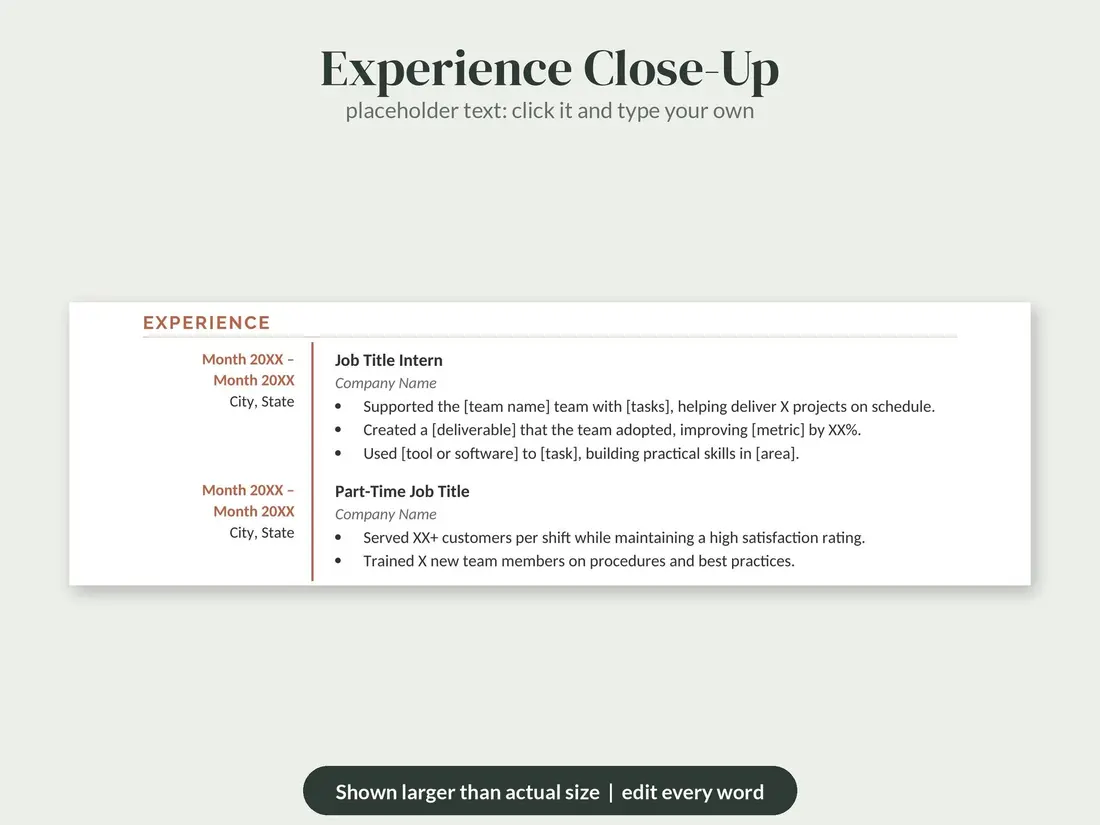 Experience Close-Up
placeholder text: click it and type your own
EXPERIENCE
Month 20XX –
Month 20XX
City, State
Job Title Intern
Company Name
• Supported the [team name] team with [tasks], helping deliver X projects on schedule.
• Created a [deliverable] that the team adopted, improving [metric] by XX%.
• Used [tool or software] to [task], building practical skills in [area].
Month 20XX –
Month 20XX
City, State
Part-Time Job Title
Company Name
• Served XX+ customers per shift while maintaining a high satisfaction rating.
• Trained X new team members on procedures and best practices.
Shown larger than actual size | edit every word